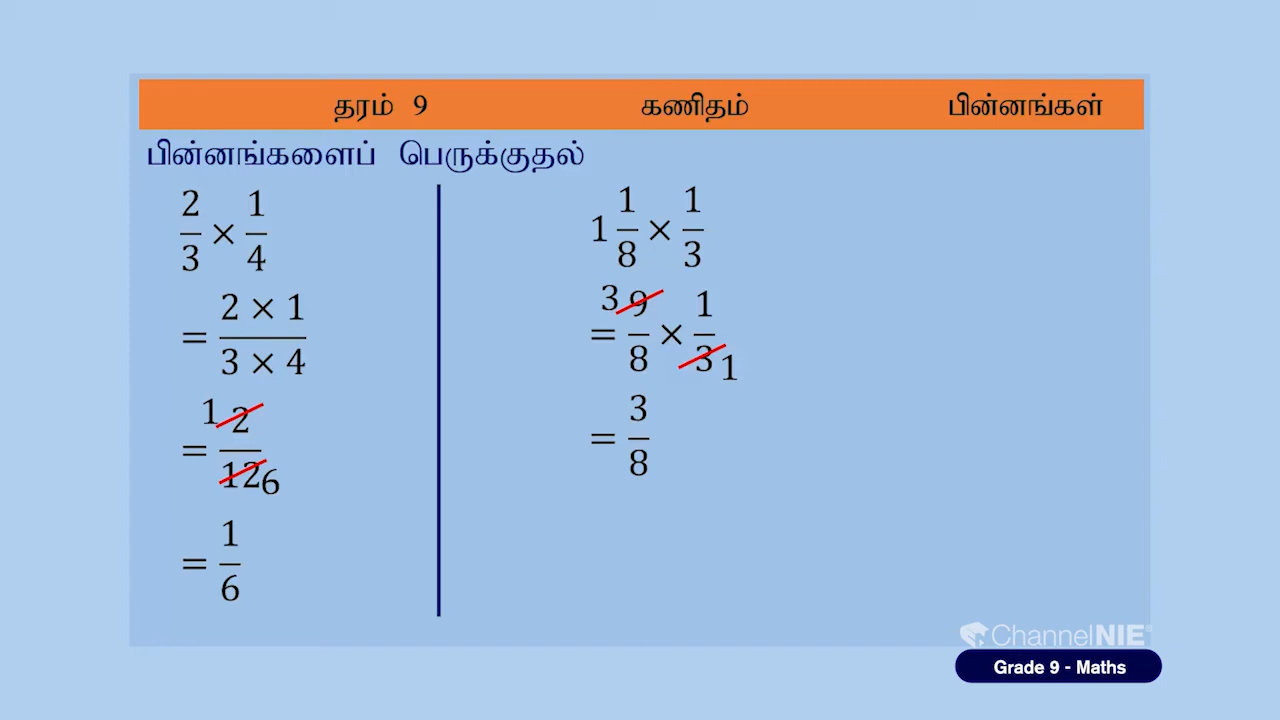 தரம் 9 கணிதம் பின்னங்கள்
பின்னங்களைப் பெருக்குதல்
2/3 × 1/4
= (2 × 1)/(3 × 4)
1
= 2/12
6
= 1/6
1 1/8 × 1/3
3
= 9/8 × 1/3
1
= 3/8
ChannelNIE
Grade 9 - Maths